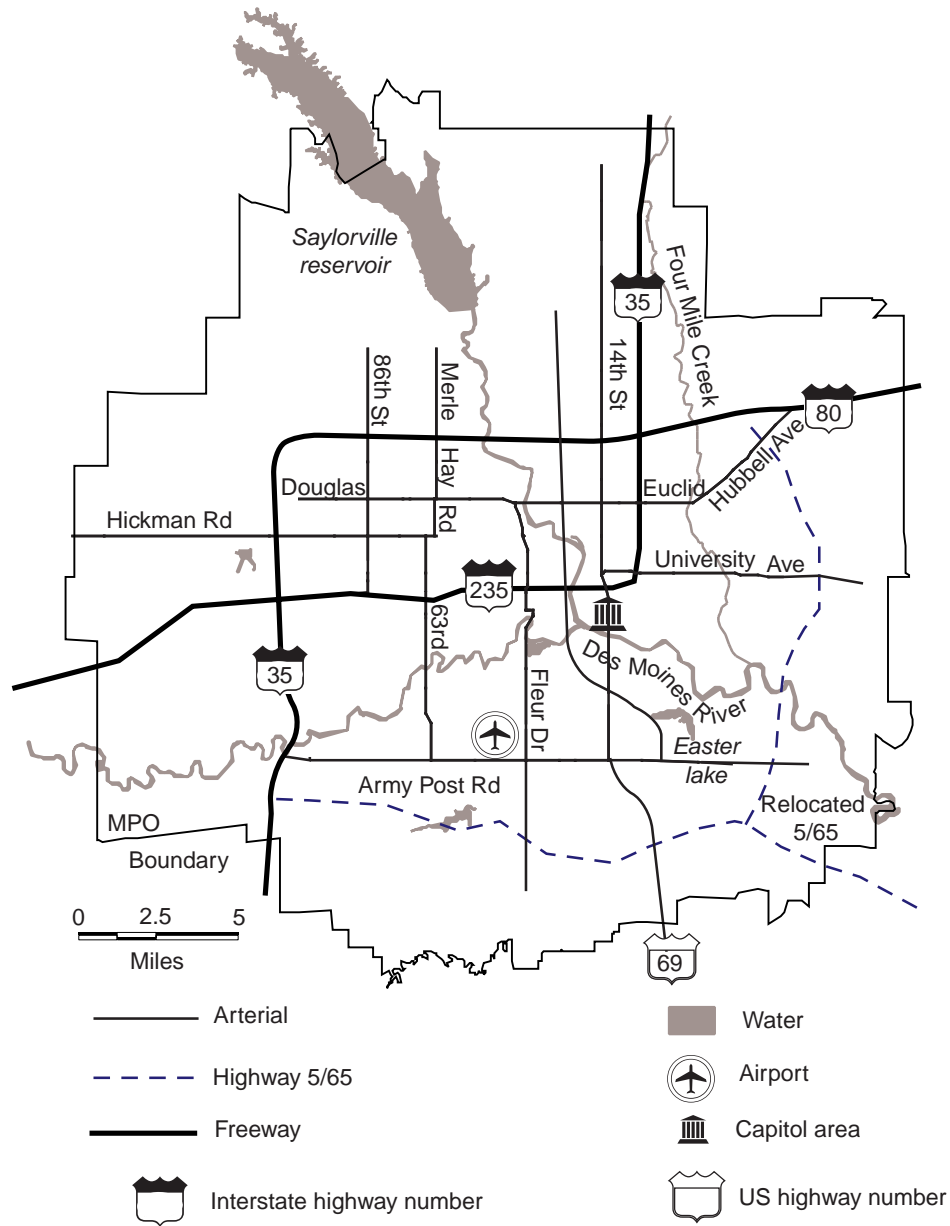 Saylorville
reservoir
35
Four Mile Creek
86th St
Merle
Hay
Rd
14th St
80
Hubbell Ave
Douglas
Euclid
Hickman Rd
University Ave
235
63rd
35
Fleur Dr
Des Moines
River
Easter
lake
Army Post Rd
Relocated
5/65
MPO
Boundary
0 2.5 5
Miles
69
Arterial
Water
Highway 5/65
Airport
Freeway
Capitol area
Interstate highway number
US highway number